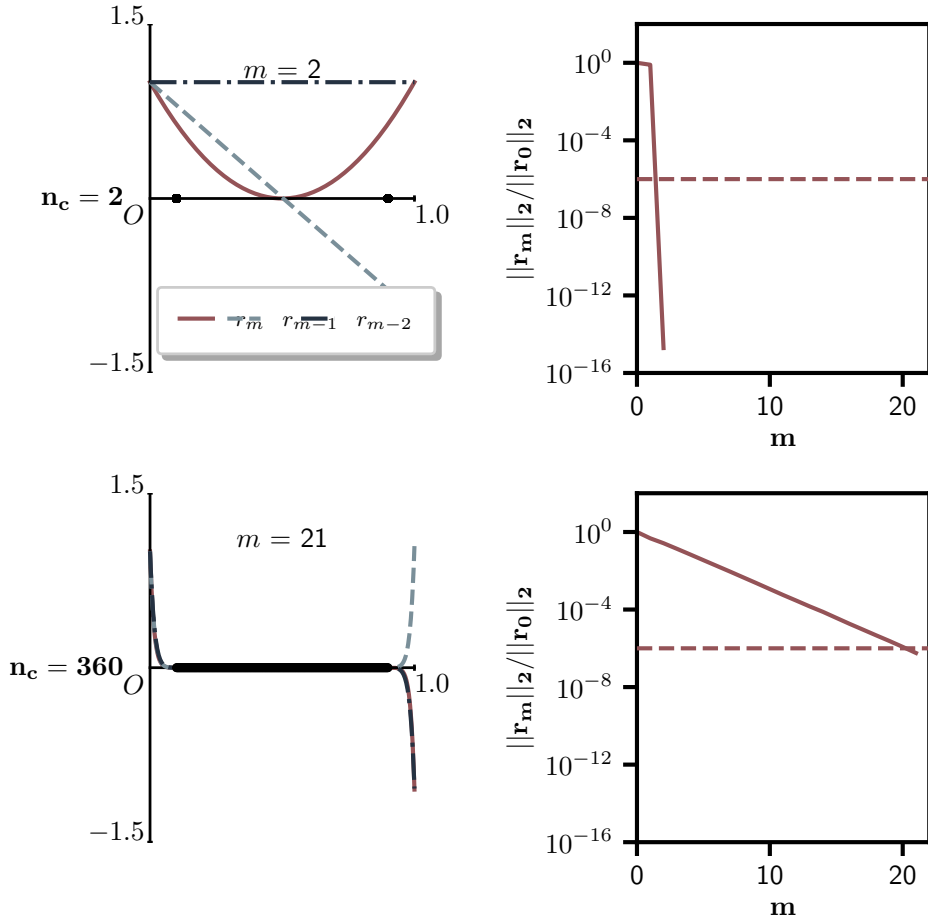 1.5
m = 2
n_c = 2
O
1.0
r_m r_{m−1} r_{m−2}
−1.5
||r_m||_2/||r_0||_2
10^0
10^{−4}
10^{−8}
10^{−12}
10^{−16}
0 10 20
m
1.5
m = 21
n_c = 360
O
1.0
−1.5
||r_m||_2/||r_0||_2
10^0
10^{−4}
10^{−8}
10^{−12}
10^{−16}
0 10 20
m